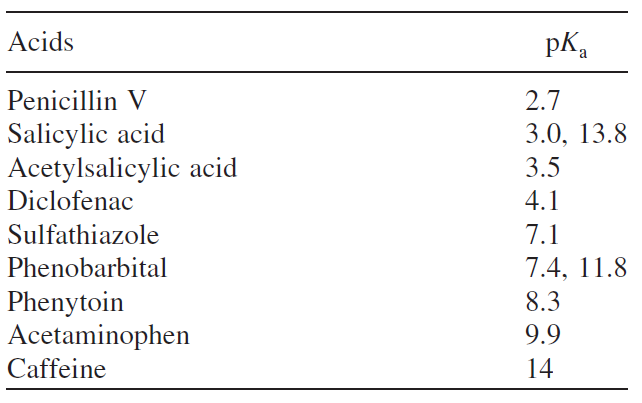 Acids pKa
Penicillin V 2.7
Salicylic acid 3.0, 13.8
Acetylsalicylic acid 3.5
Diclofenac 4.1
Sulfathiazole 7.1
Phenobarbital 7.4, 11.8
Phenytoin 8.3
Acetaminophen 9.9
Caffeine 14